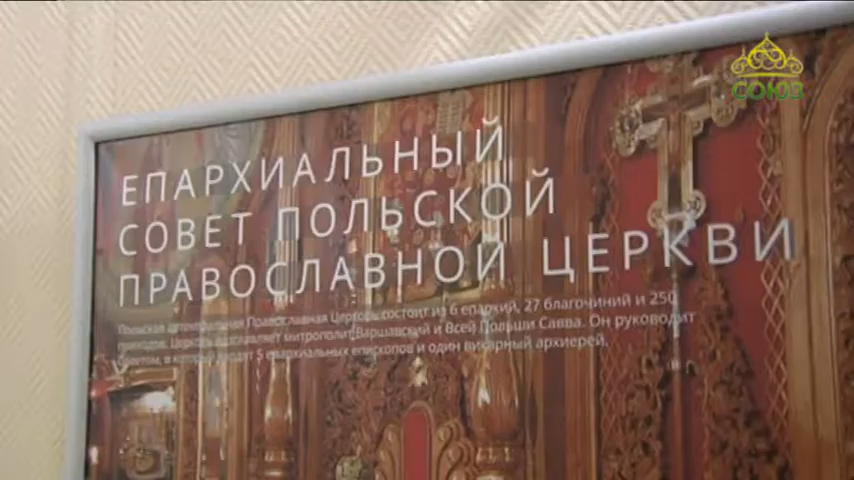 СОЮЗ
ЕПАРХИАЛЬНЫЙ
СОВЕТ ПОЛЬСКОЙ
ПРАВОСЛАВНОЙ ЦЕРКВИ
Польская автокефальная Православная Церковь состоит из 6 епархий, 27 благочиний и 250
приходов. Церковь возглавляет митрополит Варшавский и Всей Польши Савва. Он руководит
Советом, в который входят 5 епархиальных епископов и один викарный архиерей.